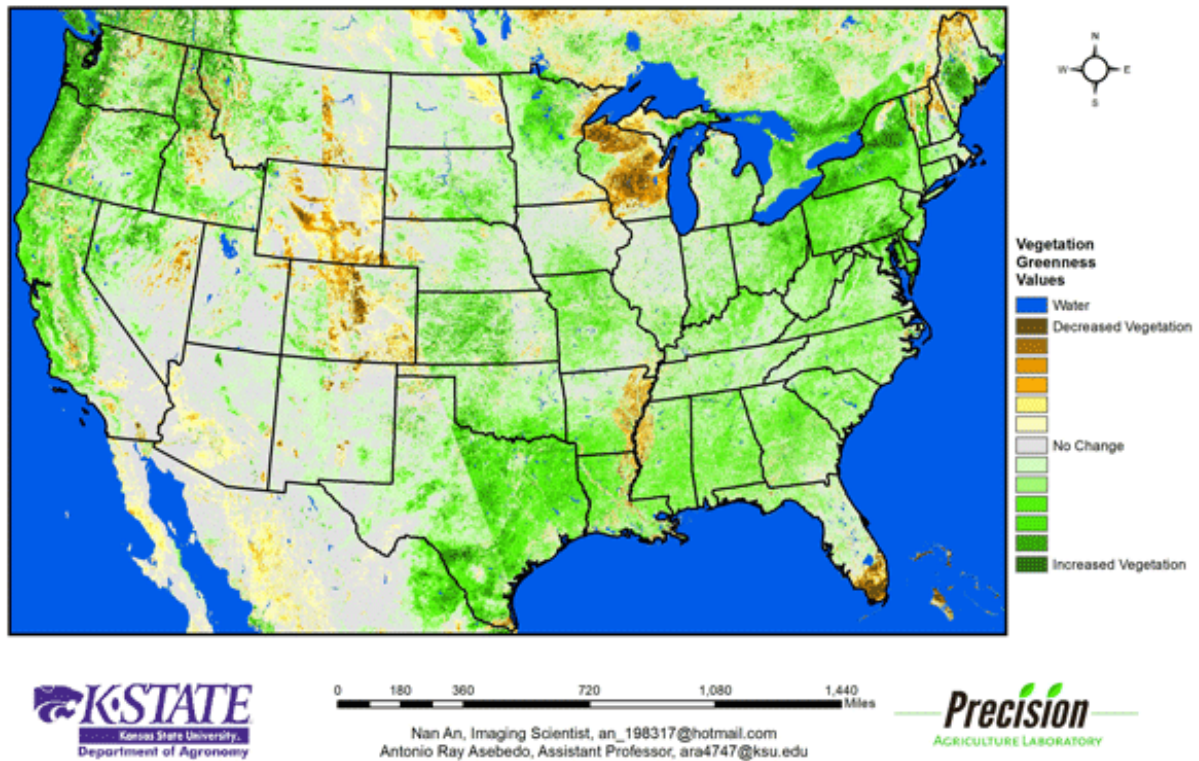 N
W
E
S
Vegetation
Greenness
Values
Water
Decreased Vegetation
No Change
Increased Vegetation
K-STATE
Kansas State University.
Department of Agronomy
0 180 360 720 1,080 1,440
Miles
Nan An, Imaging Scientist, an_198317@hotmail.com
Antonio Ray Asebedo, Assistant Professor, ara4747@ksu.edu
Precision
AGRICULTURE LABORATORY